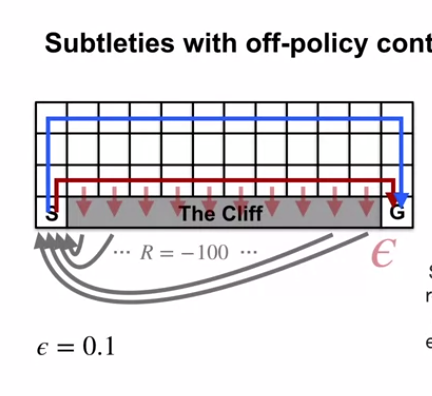 Subtleties with off-policy cont
S The Cliff G
··· R = −100 ···
ϵ
ϵ = 0.1